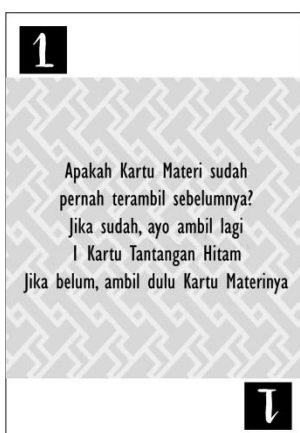 1
Apakah Kartu Materi sudah
pernah terambil sebelumnya?
Jika sudah, ayo ambil lagi
1 Kartu Tantangan Hitam
Jika belum, ambil dulu Kartu Materinya
1